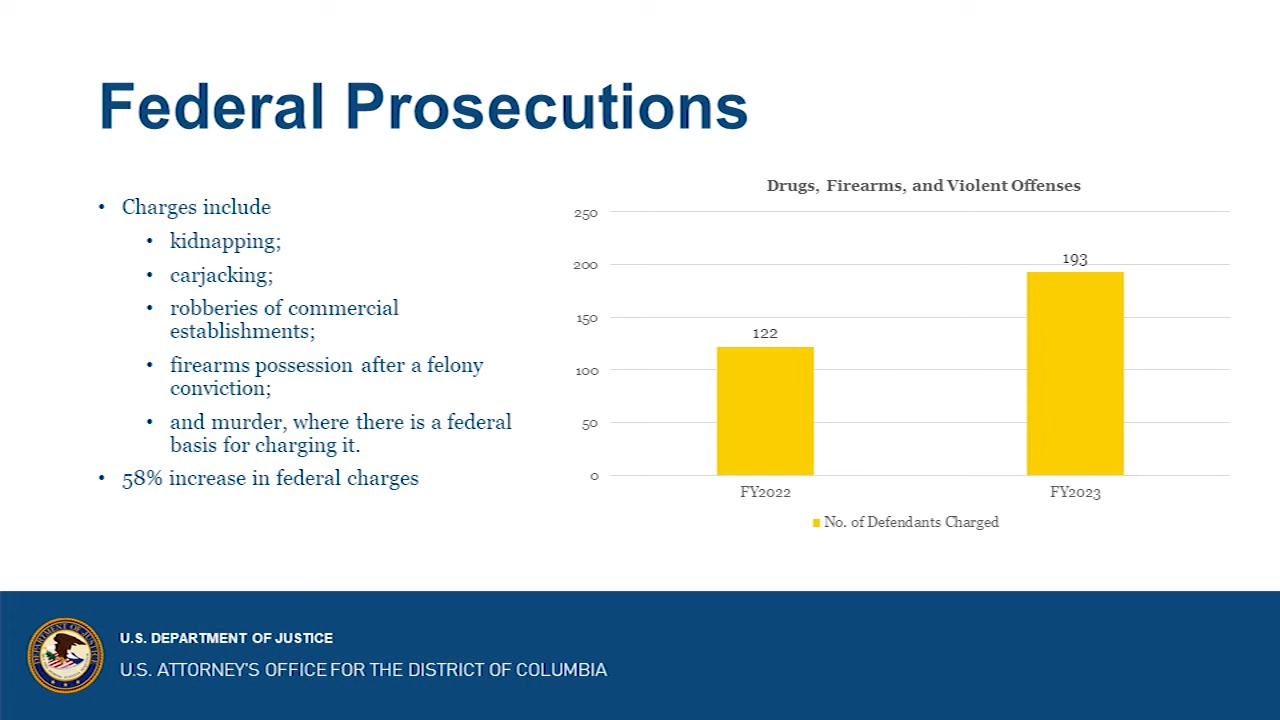 Federal Prosecutions
• Charges include
• kidnapping;
• carjacking;
• robberies of commercial
establishments;
• firearms possession after a felony
conviction;
• and murder, where there is a federal
basis for charging it.
• 58% increase in federal charges
Drugs, Firearms, and Violent Offenses
250
200
150
100
50
0
122
193
FY2022
FY2023
No. of Defendants Charged
U.S. DEPARTMENT OF JUSTICE
U.S. ATTORNEY'S OFFICE FOR THE DISTRICT OF COLUMBIA